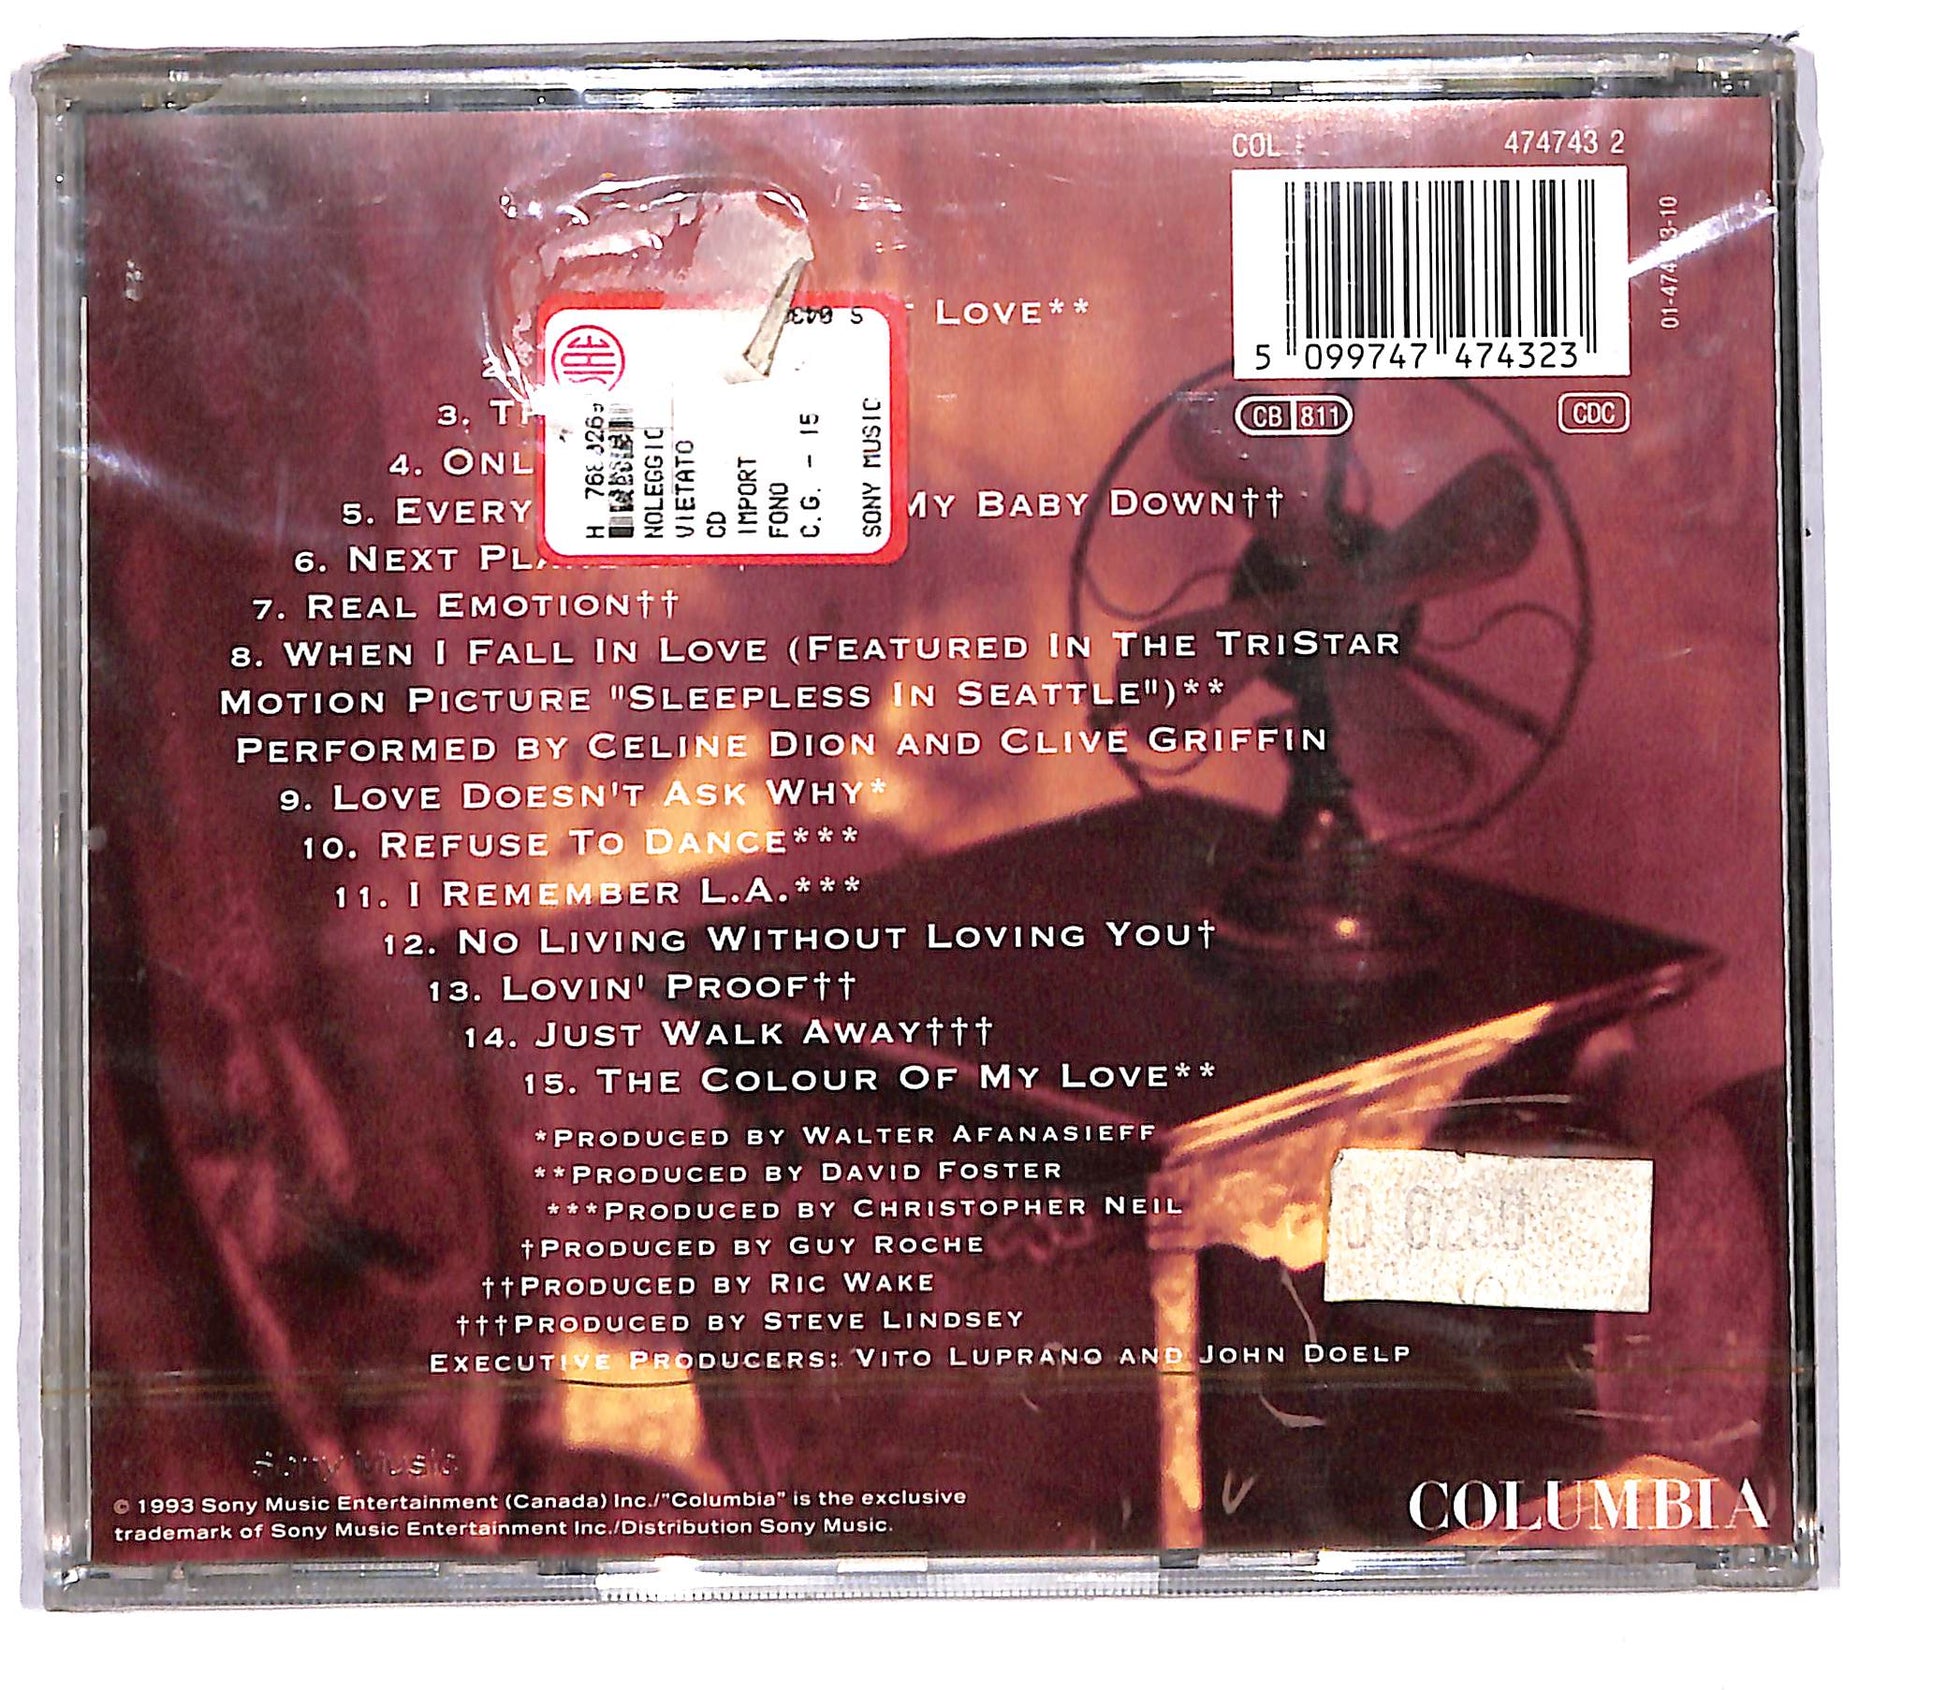 COL 474743 2
5 099747 474323
01-474
3-10
CB 811
CDC
LOVE**
3. T
4. ONL
5. EVERY MY BABY DOWN††
6. NEXT PL
7. REAL EMOTION††
8. WHEN I FALL IN LOVE (FEATURED IN THE TRISTAR
MOTION PICTURE "SLEEPLESS IN SEATTLE")**
PERFORMED BY CELINE DION AND CLIVE GRIFFIN
9. LOVE DOESN'T ASK WHY*
10. REFUSE TO DANCE***
11. I REMEMBER L.A.***
12. NO LIVING WITHOUT LOVING YOU†
13. LOVIN' PROOF††
14. JUST WALK AWAY†††
15. THE COLOUR OF MY LOVE**
*PRODUCED BY WALTER AFANASIEFF
**PRODUCED BY DAVID FOSTER
***PRODUCED BY CHRISTOPHER NEIL
†PRODUCED BY GUY ROCHE
††PRODUCED BY RIC WAKE
†††PRODUCED BY STEVE LINDSEY
EXECUTIVE PRODUCERS: VITO LUPRANO AND JOHN DOELP
SIAE
NOLEGGIO
VIETATO
CD
IMPORT
FONO
C.G. - 15
SONY MUSIC
Sony Music
© 1993 Sony Music Entertainment (Canada) Inc./"Columbia" is the exclusive
trademark of Sony Music Entertainment Inc./Distribution Sony Music.
COLUMBIA